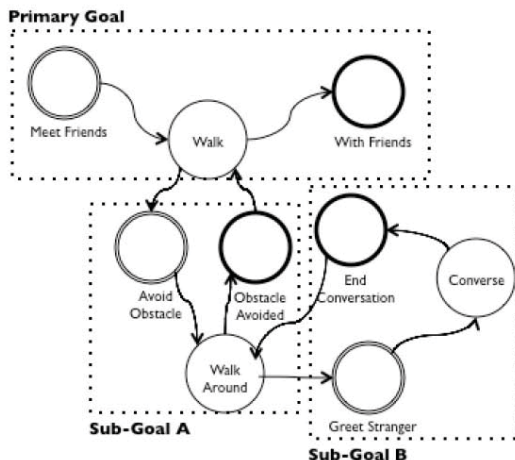 Primary Goal
Meet Friends
Walk
With Friends
Avoid
Obstacle
Obstacle
Avoided
End
Conversation
Converse
Walk
Around
Greet Stranger
Sub-Goal A
Sub-Goal B